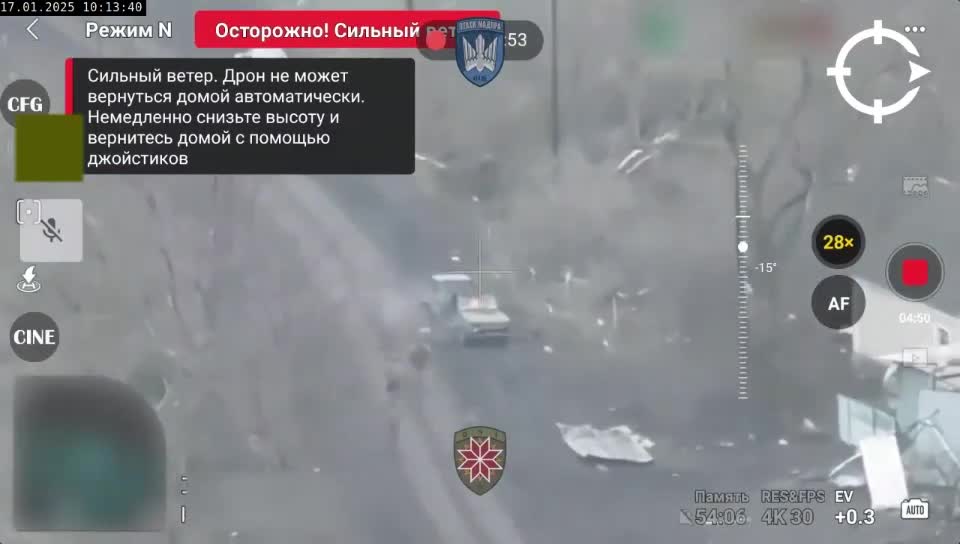 17.01.2025 10:13:40
Режим N
Осторожно! Сильный
:53
Сильный ветер. Дрон не может
вернуться домой автоматически.
Немедленно снизьте высоту и
вернитесь домой с помощью
джойстиков
CFG
28×
-15°
AF
04:50
CINE
Память
54:06
RES&FPS
4K 30
EV
+0.3
AUTO